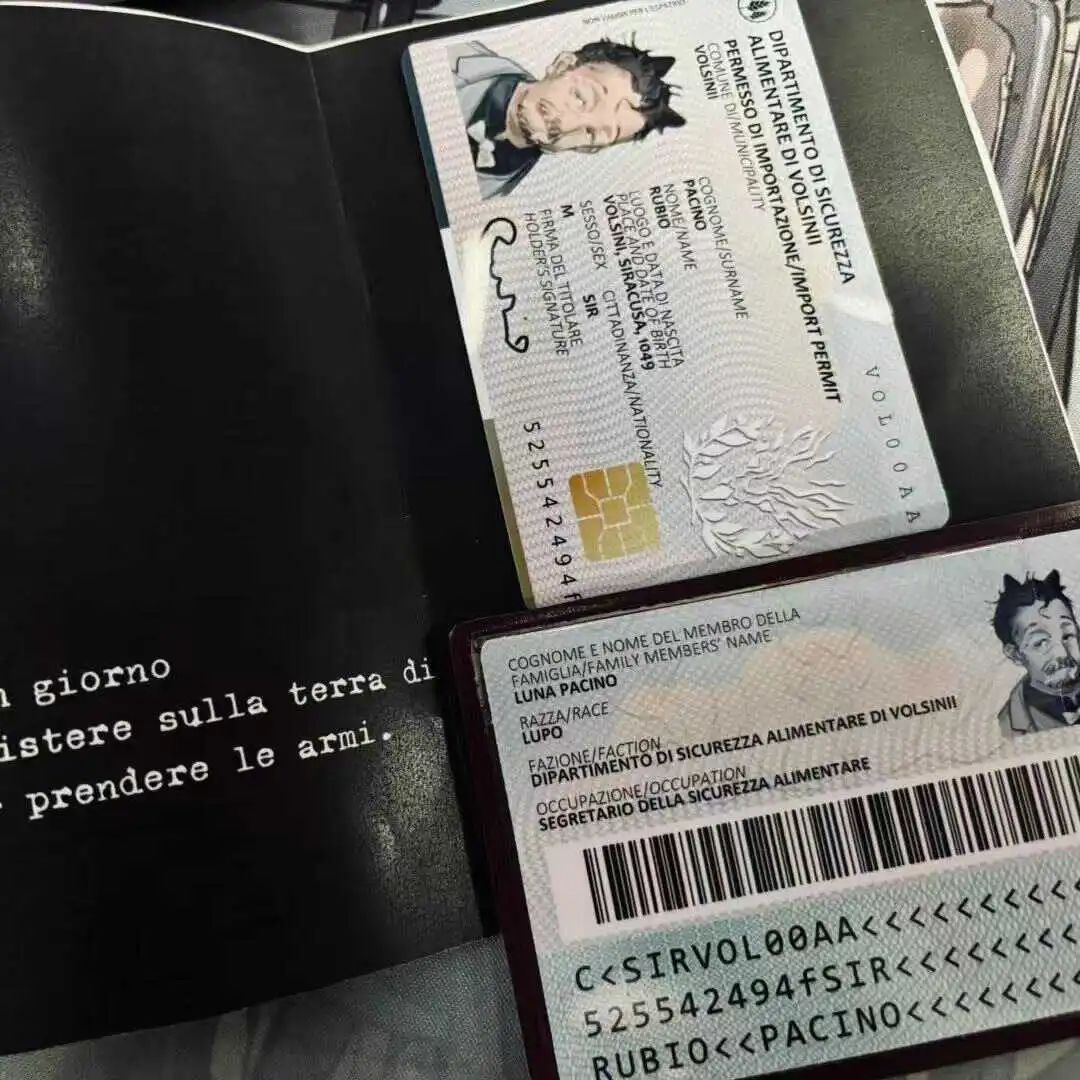 DIPARTIMENTO DI SICUREZZA
ALIMENTARE DI VOLSINII
PERMESSO DI IMPORTAZIONE/IMPORT PERMIT
COMUNE DI/MUNICIPALITY
VOLSINII
COGNOME/SURNAME
PACINO
NOME/NAME
RUBIO
LUOGO E DATA DI NASCITA
PLACE AND DATE OF BIRTH
VOLSINI, SIRACUSA, 1049
SESSO/SEX CITTADINANZA/NATIONALITY
M SIR
FIRMA DEL TITOLARE
HOLDER'S SIGNATURE
Rubio
525542494f
VOL00AA
giorno
istere sulla terra di
prendere le armi.
COGNOME E NOME DEL MEMBRO DELLA
FAMIGLIA/FAMILY MEMBERS' NAME
LUNA PACINO
RAZZA/RACE
LUPO
FAZIONE/FACTION
DIPARTIMENTO DI SICUREZZA ALIMENTARE DI VOLSINII
OCCUPAZIONE/OCCUPATION
SEGRETARIO DELLA SICUREZZA ALIMENTARE
C<SIRVOL00AA<<<<<<<<<<
525542494fSIR<<<<<<<<<
RUBIO<<PACINO<<<<<<<<<